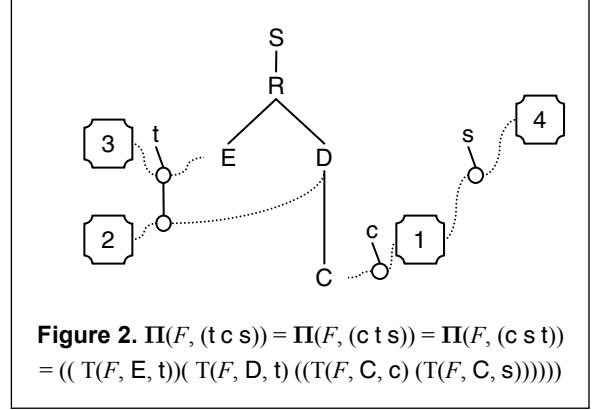 S
R
3
t
E
D
s
4
2
c
1
C
Figure 2. Π(F, (t c s)) = Π(F, (c t s)) = Π(F, (c s t))
= (( T(F, E, t))( T(F, D, t) ((T(F, C, c) (T(F, C, s))))))